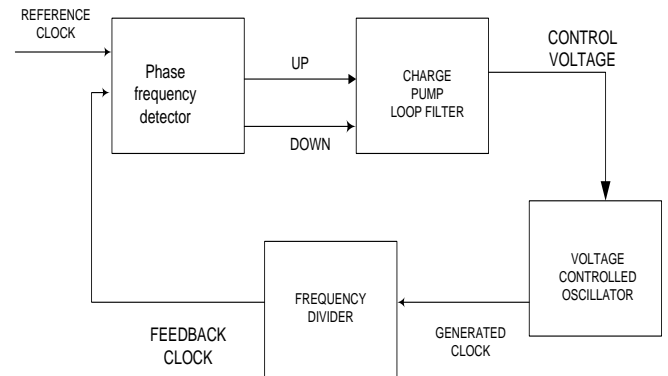 REFERENCE
CLOCK
Phase
frequency
detector
UP
DOWN
CHARGE
PUMP
LOOP FILTER
CONTROL
VOLTAGE
VOLTAGE
CONTROLLED
OSCILLATOR
GENERATED
CLOCK
FREQUENCY
DIVIDER
FEEDBACK
CLOCK